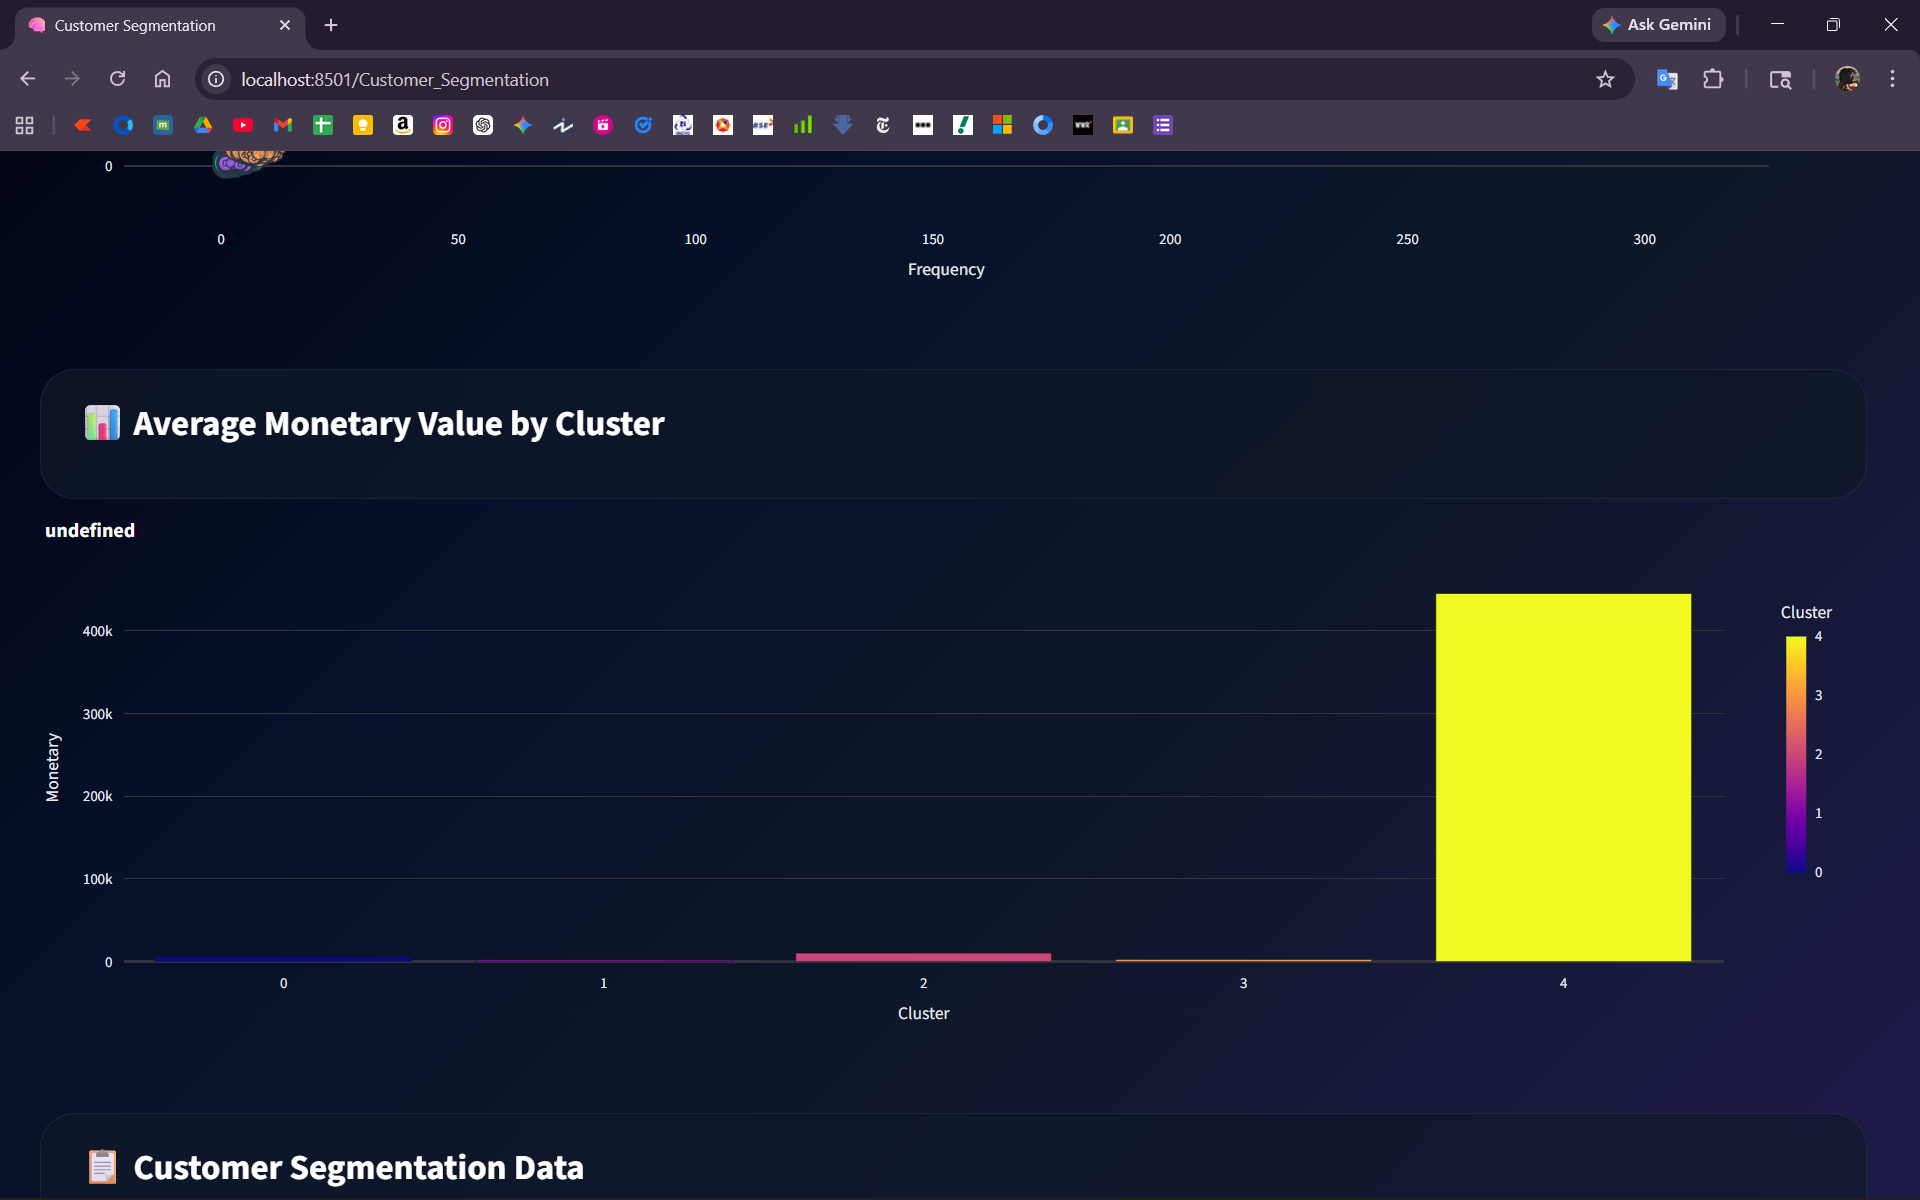 Customer Segmentation
Ask Gemini
localhost:8501/Customer_Segmentation
0
0 50 100 150 200 250 300
Frequency
Average Monetary Value by Cluster
undefined
Cluster
4
3
2
1
0
400k
300k
200k
100k
0
Monetary
0 1 2 3 4
Cluster
Customer Segmentation Data